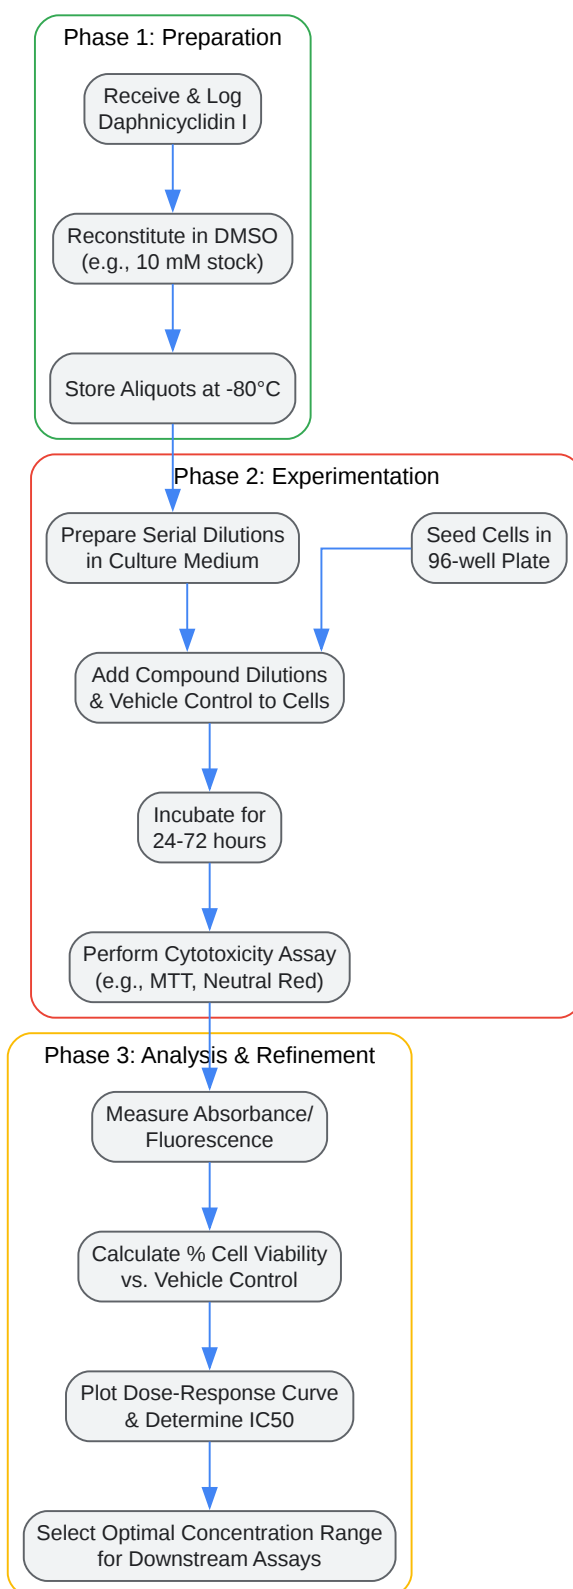 Phase 1: Preparation
Receive & Log
Daphnicyclidin I
Reconstitute in DMSO
(e.g., 10 mM stock)
Store Aliquots at -80°C
Phase 2: Experimentation
Prepare Serial Dilutions
in Culture Medium
Seed Cells in
96-well Plate
Add Compound Dilutions
& Vehicle Control to Cells
Incubate for
24-72 hours
Perform Cytotoxicity Assay
(e.g., MTT, Neutral Red)
Phase 3: Analysis & Refinement
Measure Absorbance/
Fluorescence
Calculate % Cell Viability
vs. Vehicle Control
Plot Dose-Response Curve
& Determine IC50
Select Optimal Concentration Range
for Downstream Assays